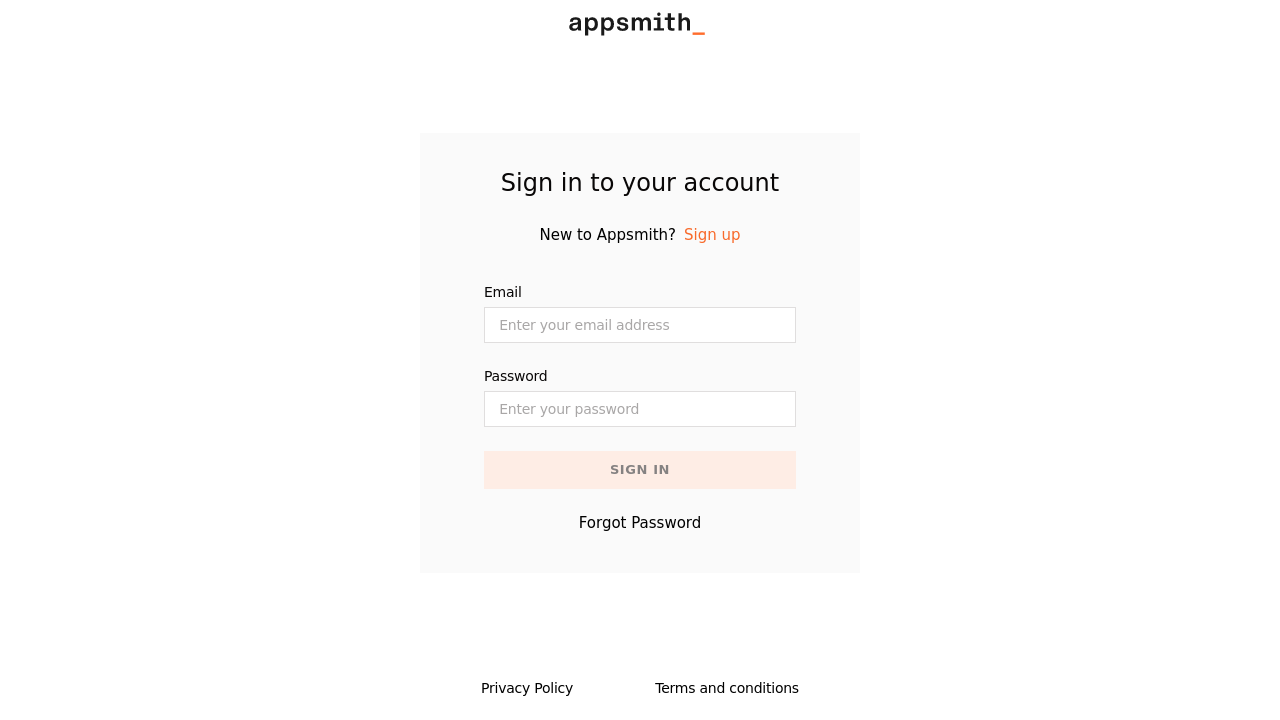 appsmith_
Sign in to your account
New to Appsmith? Sign up
Email
Enter your email address
Password
Enter your password
SIGN IN
Forgot Password
Privacy Policy Terms and conditions